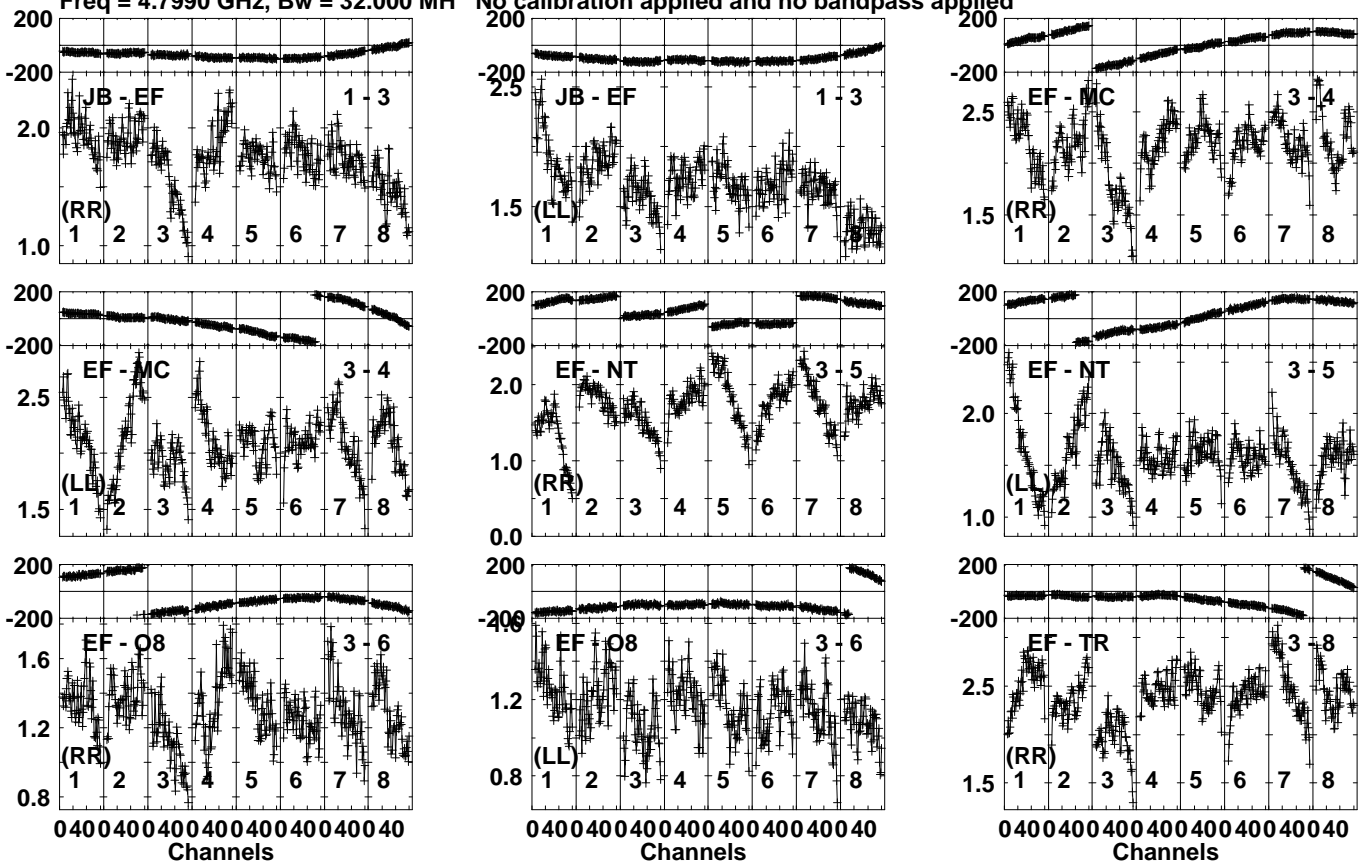 Freq = 4.7990 GHz, Bw = 32.000 MH No calibration applied and no bandpass applied
200
-200
JB - EF 1 - 3
2.0
(RR)
1.0
1 2 3 4 5 6 7 8
200
-200
2.5
JB - EF 1 - 3
1.5
(LL)
1 2 3 4 5 6 7 8
200
-200
EF - MC 3 - 4
2.5
1.5
(RR)
1 2 3 4 5 6 7 8
200
-200
EF - MC 3 - 4
2.5
(LL)
1.5
1 2 3 4 5 6 7 8
200
-200
EF - NT 3 - 5
2.0
1.0
(RR)
0.0
1 2 3 4 5 6 7 8
200
-200
EF - NT 3 - 5
2.0
(LL)
1.0
1 2 3 4 5 6 7 8
200
-200
EF - O8 3 - 6
1.6
1.2
(RR)
0.8
1 2 3 4 5 6 7 8
0 40 0 40 0 40 0 40 0 40 0 40 0 40 0 40
Channels
200
-200
1.6
EF - O8 3 - 6
1.2
(LL)
0.8
1 2 3 4 5 6 7 8
0 40 0 40 0 40 0 40 0 40 0 40 0 40 0 40
Channels
200
-200
EF - TR 3 - 8
2.5
(RR)
1.5
1 2 3 4 5 6 7 8
0 40 0 40 0 40 0 40 0 40 0 40 0 40 0 40
Channels